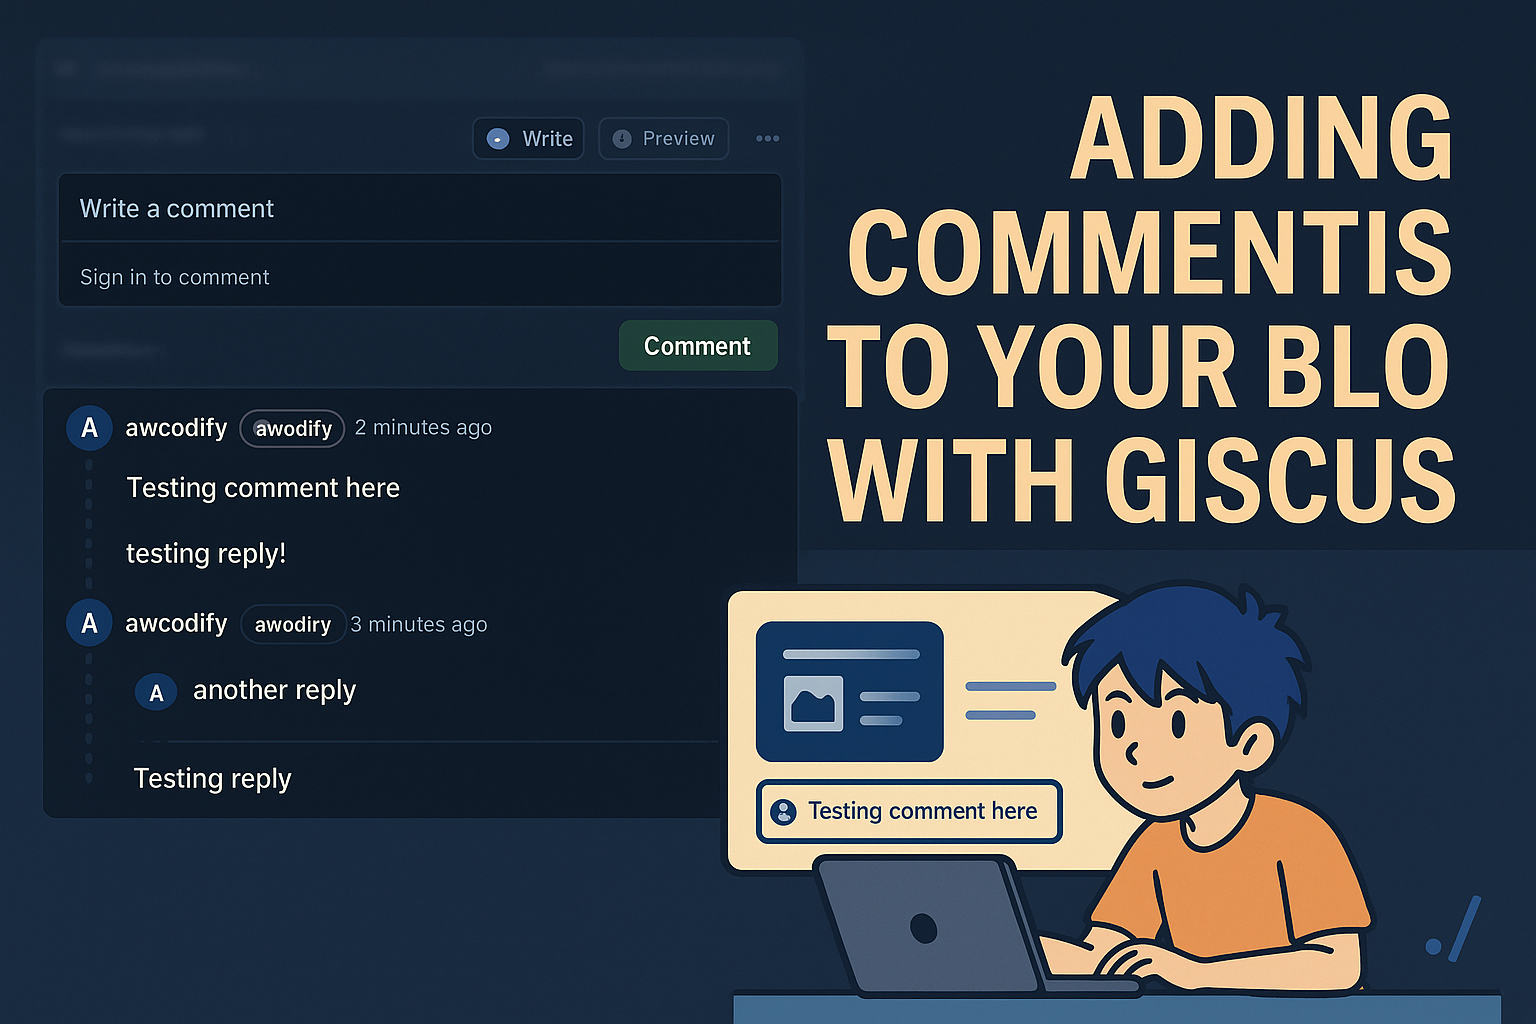 Write
Preview
Write a comment
Sign in to comment
Comment
A awcodify awodify 2 minutes ago
Testing comment here
testing reply!
A awcodify awodiry 3 minutes ago
A another reply
Testing reply
ADDING
COMMENTIS
TO YOUR BLO
WITH GISCUS
Testing comment here